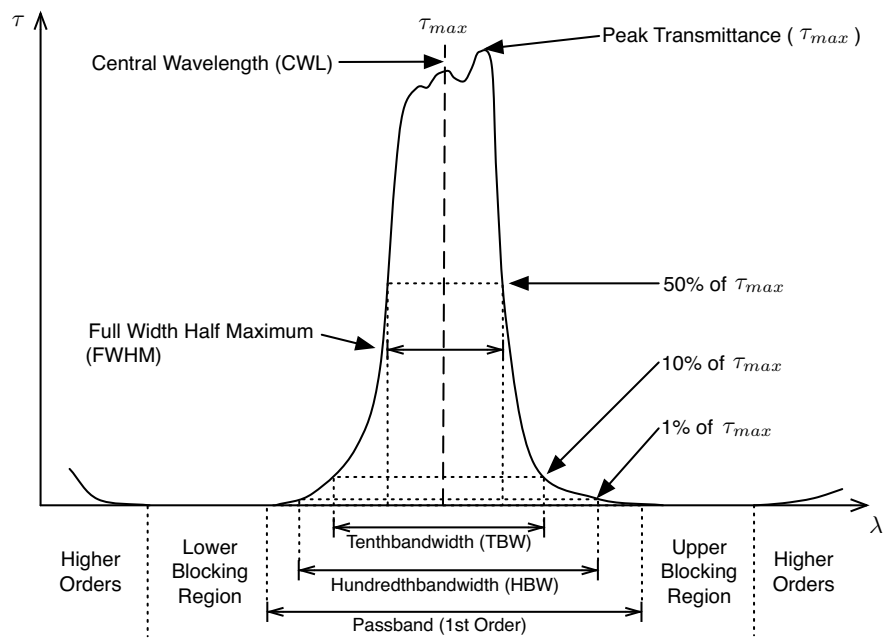 τ
τmax
Peak Transmittance ( τmax )
Central Wavelength (CWL)
50% of τmax
Full Width Half Maximum
(FWHM)
10% of τmax
1% of τmax
λ
Higher
Orders
Lower
Blocking
Region
Tenthbandwidth (TBW)
Hundredthbandwidth (HBW)
Passband (1st Order)
Upper
Blocking
Region
Higher
Orders